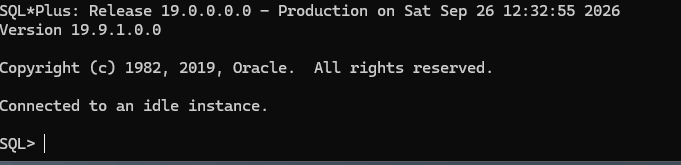 SQL*Plus: Release 19.0.0.0.0 - Production on Sat Sep 26 12:32:55 2026
Version 19.9.1.0.0
Copyright (c) 1982, 2019, Oracle.  All rights reserved.
Connected to an idle instance.
SQL>